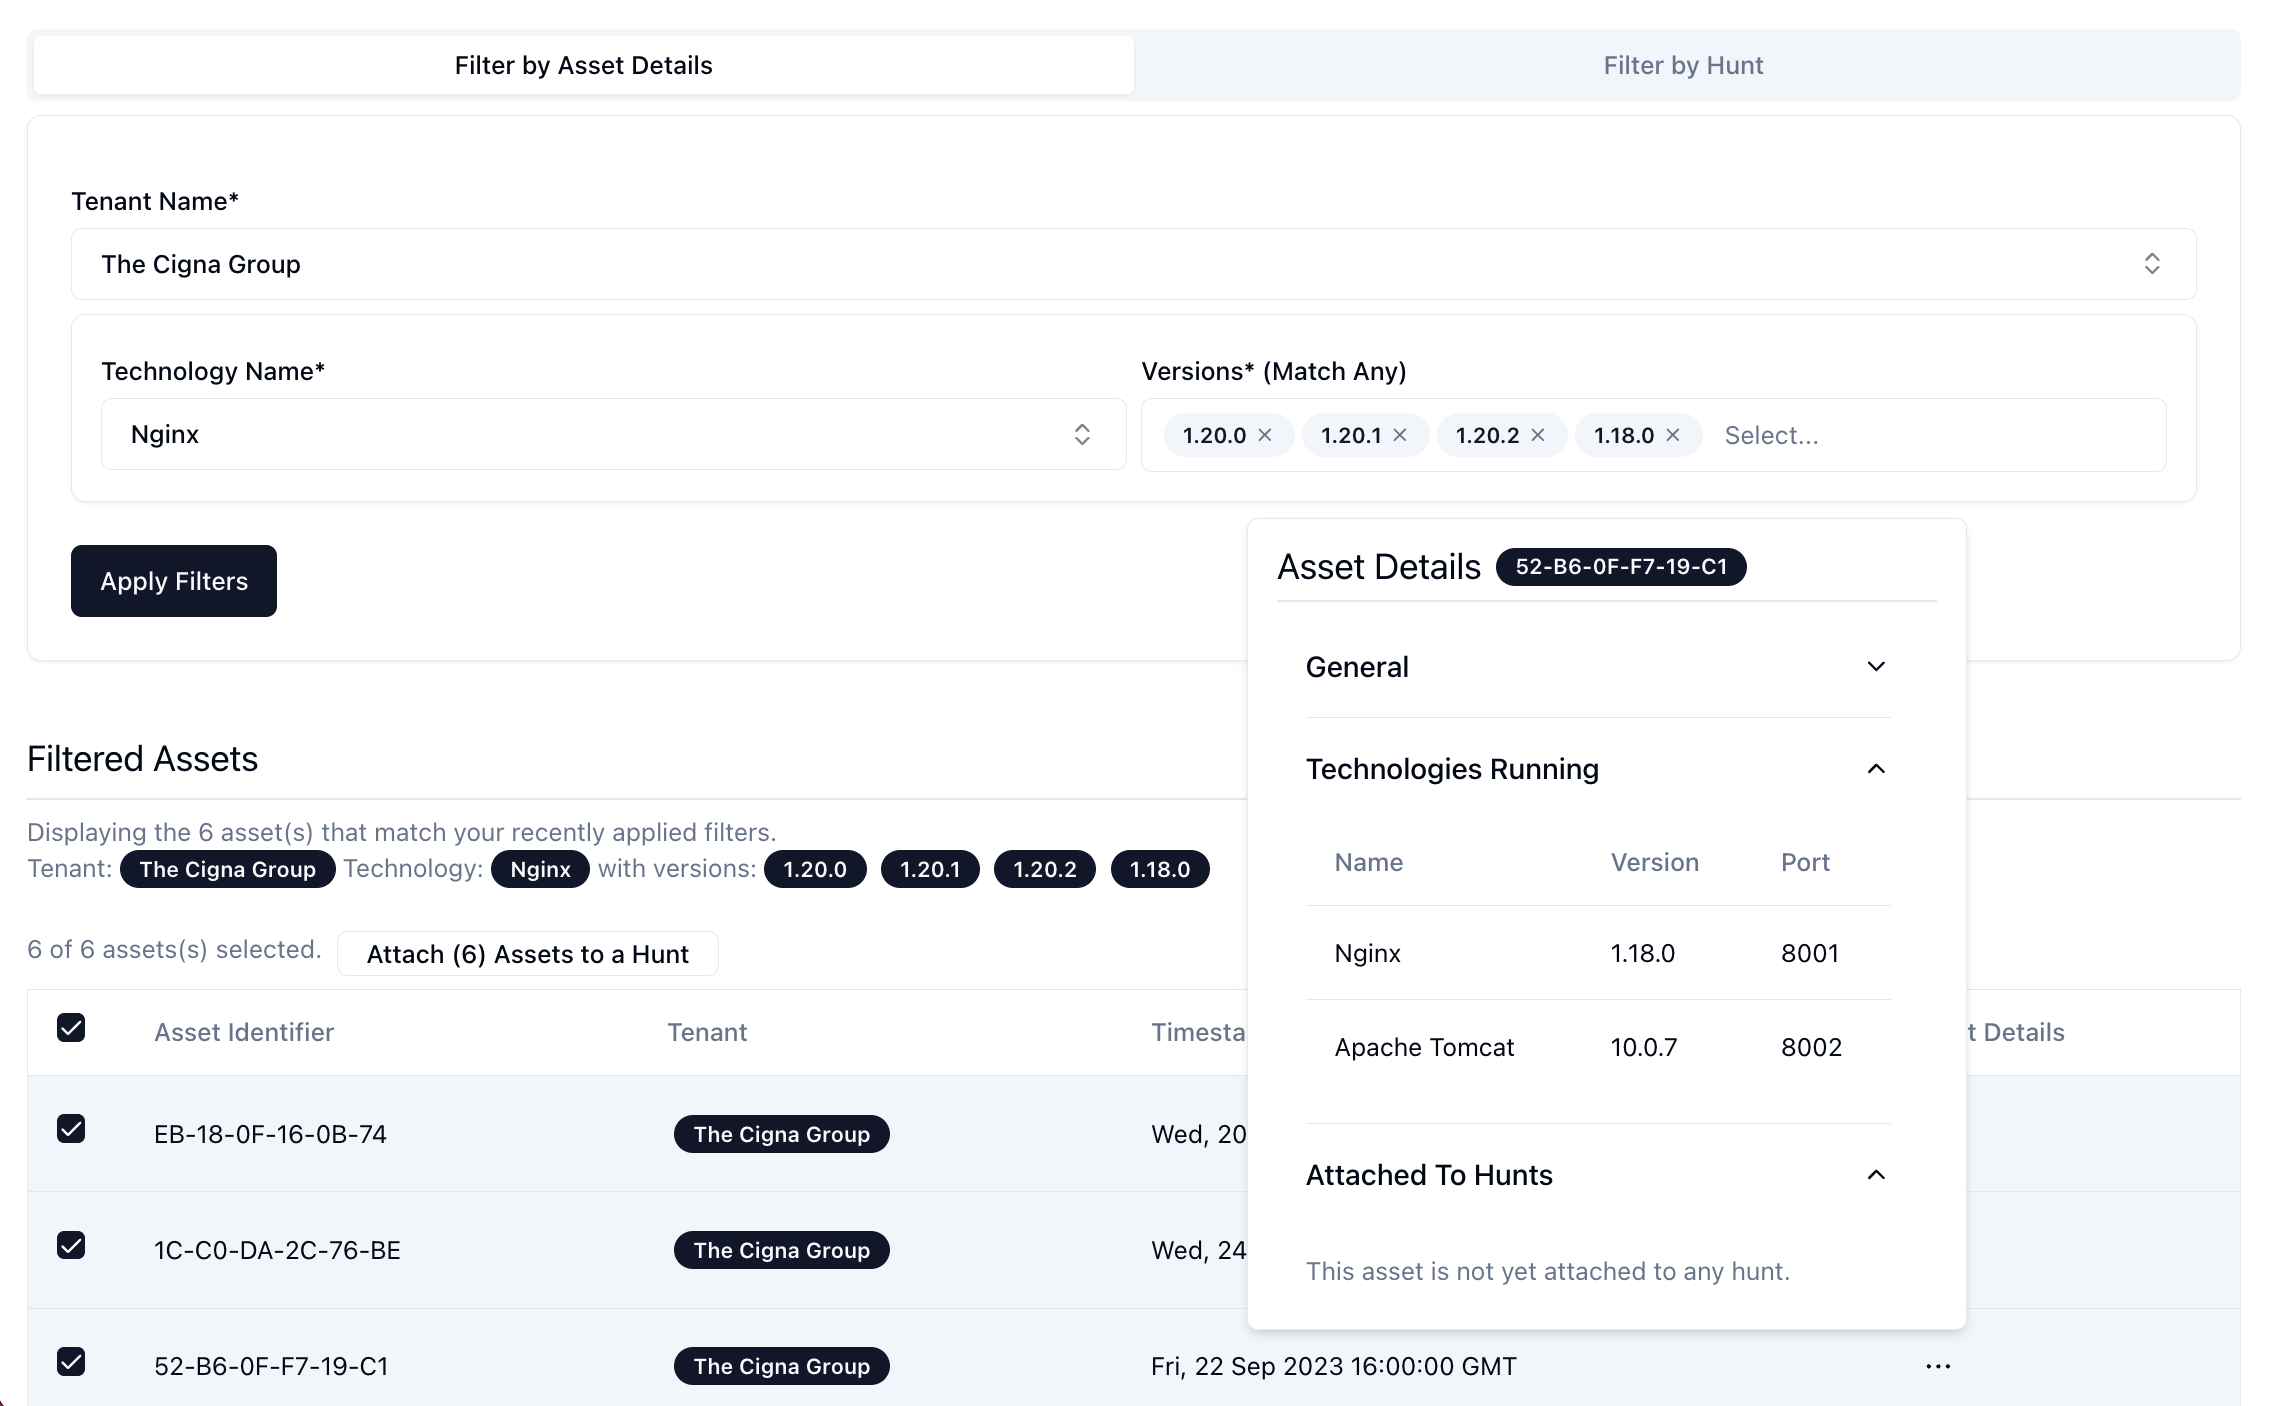 Filter by Asset Details
Filter by Hunt
Tenant Name*
The Cigna Group
Technology Name*
Versions* (Match Any)
Nginx
1.20.0 1.20.1 1.20.2 1.18.0 Select...
Apply Filters
Asset Details 52-B6-0F-F7-19-C1
General
Technologies Running
Name Version Port
Nginx 1.18.0 8001
Apache Tomcat 10.0.7 8002
Attached To Hunts
This asset is not yet attached to any hunt.
Filtered Assets
Displaying the 6 asset(s) that match your recently applied filters.
Tenant: The Cigna Group Technology: Nginx with versions: 1.20.0 1.20.1 1.20.2 1.18.0
6 of 6 assets(s) selected. Attach (6) Assets to a Hunt
Asset Identifier Tenant Timesta t Details
EB-18-0F-16-0B-74 The Cigna Group Wed, 20
1C-C0-DA-2C-76-BE The Cigna Group Wed, 24
52-B6-0F-F7-19-C1 The Cigna Group Fri, 22 Sep 2023 16:00:00 GMT ...